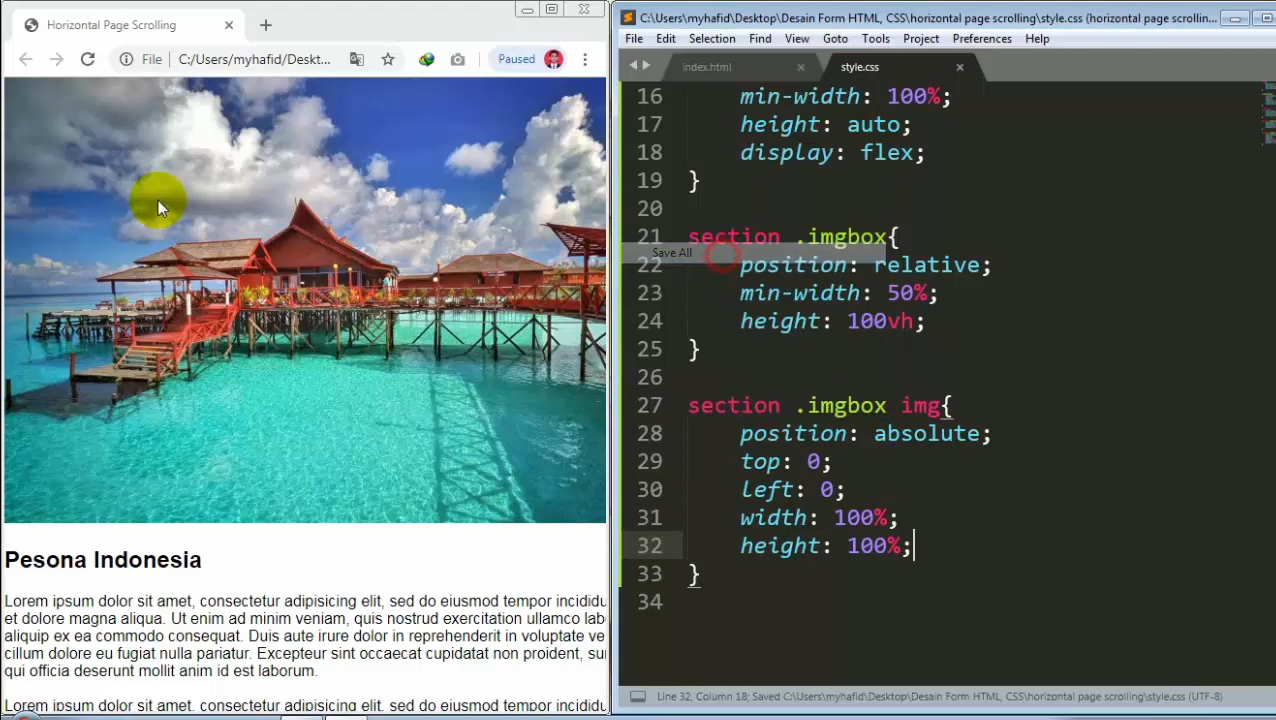 Horizontal Page Scrolling
File
C:/Users/myhafid/Deskt...
Paused
Pesona Indonesia
Lorem ipsum dolor sit amet, consectetur adipisicing elit, sed do eiusmod tempor incididu
et dolore magna aliqua. Ut enim ad minim veniam, quis nostrud exercitation ullamco lab
aliquip ex ea commodo consequat. Duis aute irure dolor in reprehenderit in voluptate ve
cillum dolore eu fugiat nulla pariatur. Excepteur sint occaecat cupidatat non proident, su
qui officia deserunt mollit anim id est laborum.
Lorem ipsum dolor sit amet, consectetur adipisicing elit, sed do eiusmod tempor incididu
C:\Users\myhafid\Desktop\Desain Form HTML, CSS\horizontal page scrolling\style.css (horizontal page scrollin...
File Edit Selection Find View Goto Tools Project Preferences Help
index.html
style.css
16 min-width: 100%;
17 height: auto;
18 display: flex;
19 }
20
21 section .imgbox{
Save All
22 position: relative;
23 min-width: 50%;
24 height: 100vh;
25 }
26
27 section .imgbox img{
28 position: absolute;
29 top: 0;
30 left: 0;
31 width: 100%;
32 height: 100%;
33 }
34
Line 32, Column 18; Saved C:\Users\myhafid\Desktop\Desain Form HTML, CSS\horizontal page scrolling\style.css (UTF-8)